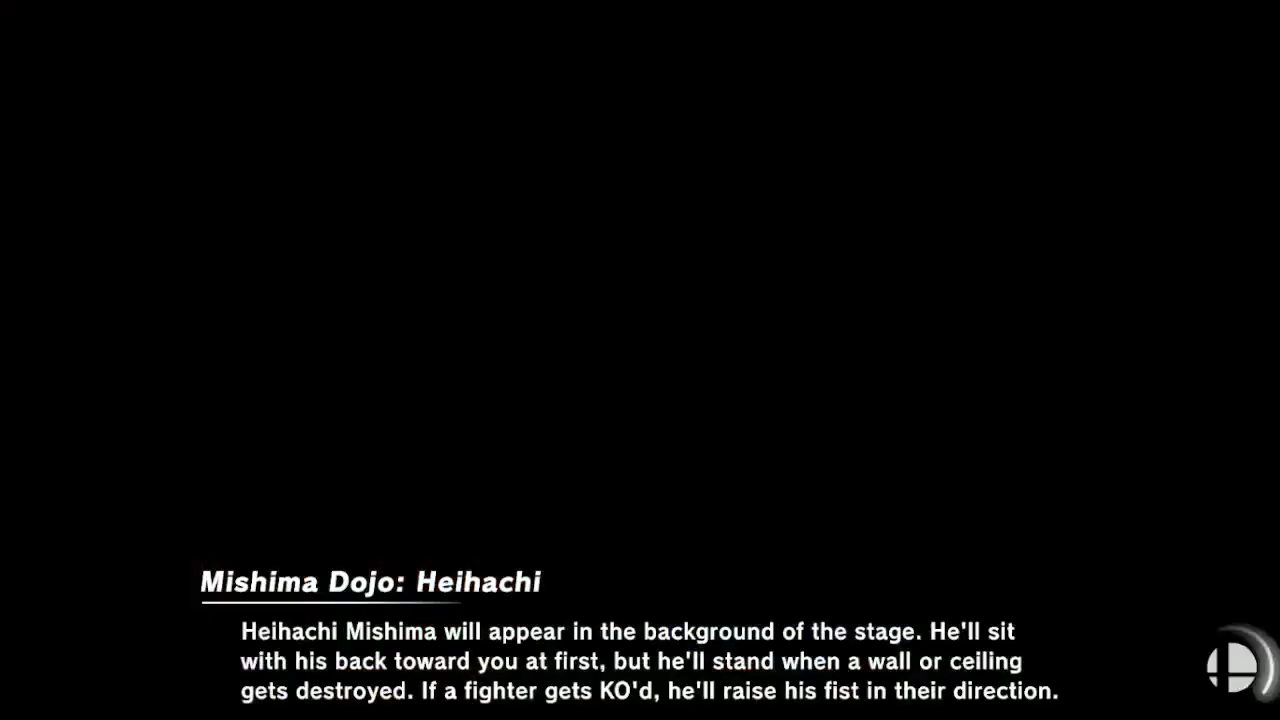 Mishima Dojo: Heihachi
Heihachi Mishima will appear in the background of the stage. He'll sit
with his back toward you at first, but he'll stand when a wall or ceiling
gets destroyed. If a fighter gets KO'd, he'll raise his fist in their direction.